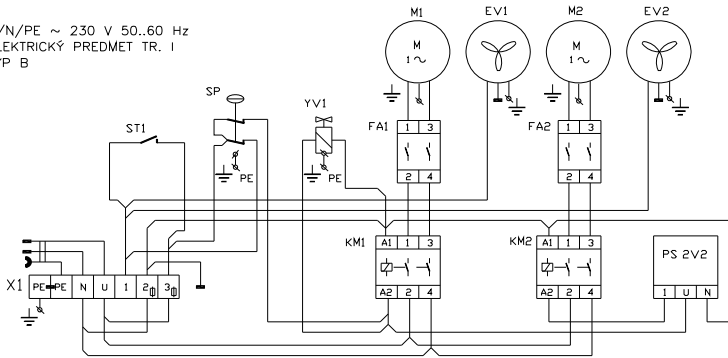 /N/PE ~ 230 V 50..60 Hz
LEKTRICKÝ PREDMET TR. I
YP B
M1
EV1
M2
EV2
M
1 ~
M
1 ~
SP
YV1
ST1
FA1
1 3
2 4
FA2
1 3
2 4
PE
PE
KM1
A1 1 3
A2 2 4
KM2
A1 1 3
A2 2 4
PS 2V2
1 U N
X1
PE PE N U 1 2 3